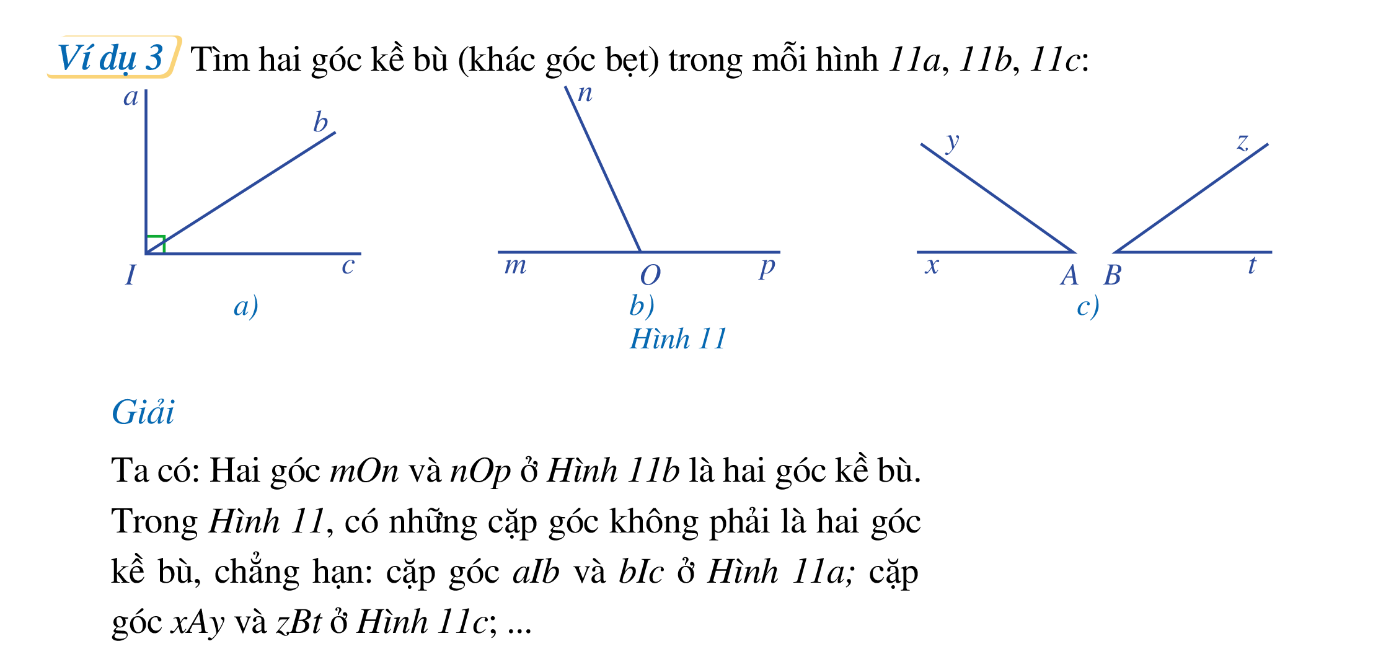 Ví dụ 3 Tìm hai góc kề bù (khác góc bẹt) trong mỗi hình 11a, 11b, 11c:
a
b
I
c
a)
n
m
O
p
b)
Hình 11
y
z
x
A
B
t
c)
Giải
Ta có: Hai góc mOn và nOp ở Hình 11b là hai góc kề bù.
Trong Hình 11, có những cặp góc không phải là hai góc
kề bù, chẳng hạn: cặp góc aIb và bIc ở Hình 11a; cặp
góc xAy và zBt ở Hình 11c; ...